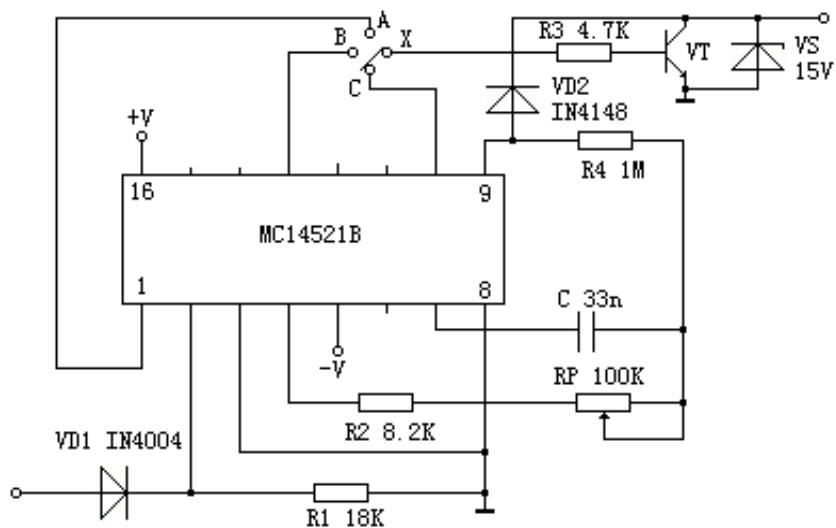 A
B
X
C
R3 4.7K
VT
VS
15V
VD2
IN4148
+V
R4 1M
16
9
MC14521B
1
8
C 33n
-V
RP 100K
R2 8.2K
VD1 IN4004
R1 18K